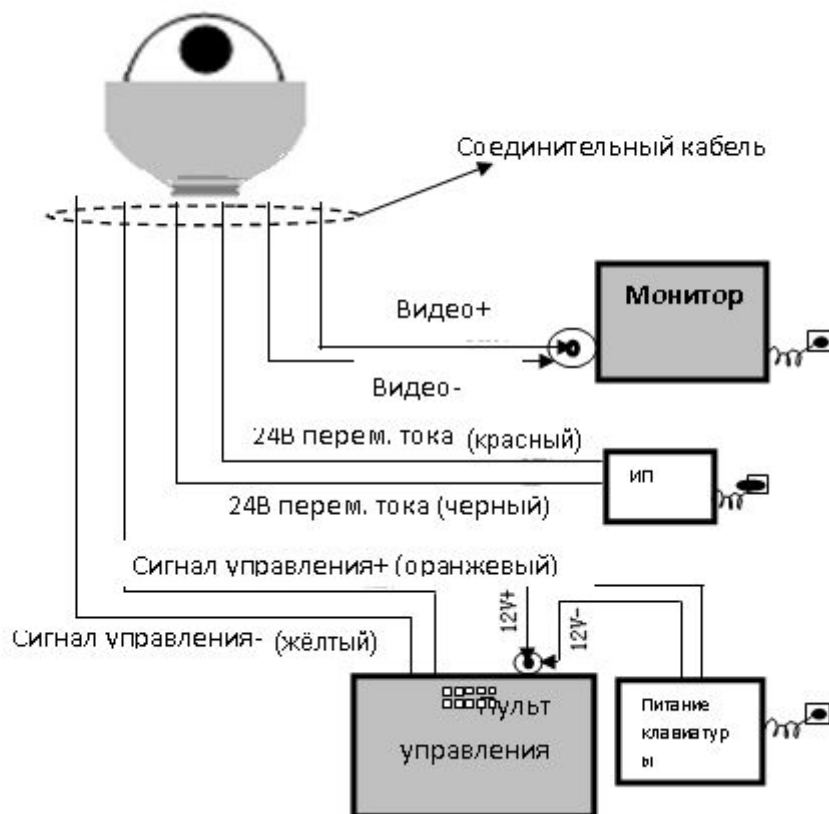 Соединительный кабель
Монитор
Видео+
Видео-
24В перем. тока (красный)
ип
24В перем. тока (черный)
Сигнал управления+ (оранжевый)
12V+
12V-
Сигнал управления- (жёлтый)
Пульт
управления
Питание
клавиатур
ы